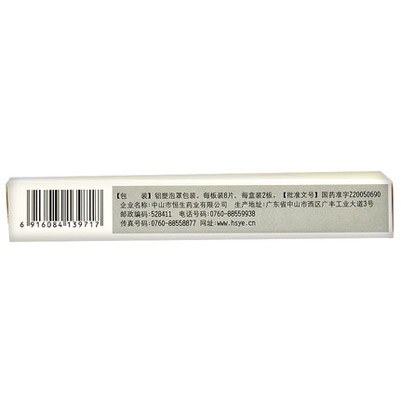 【包 装】铝塑泡罩包装、每板装8片，每盒装2板。【批准文号】国药准字Z20050690
企业名称:中山市恒生药业有限公司 生产地址:广东省中山市西区广丰工业大道3号
邮政编码:528411 电话号码:0760-88559938
传真号码:0760-88558877 网址:www.hsye.cn
6 916084 139717